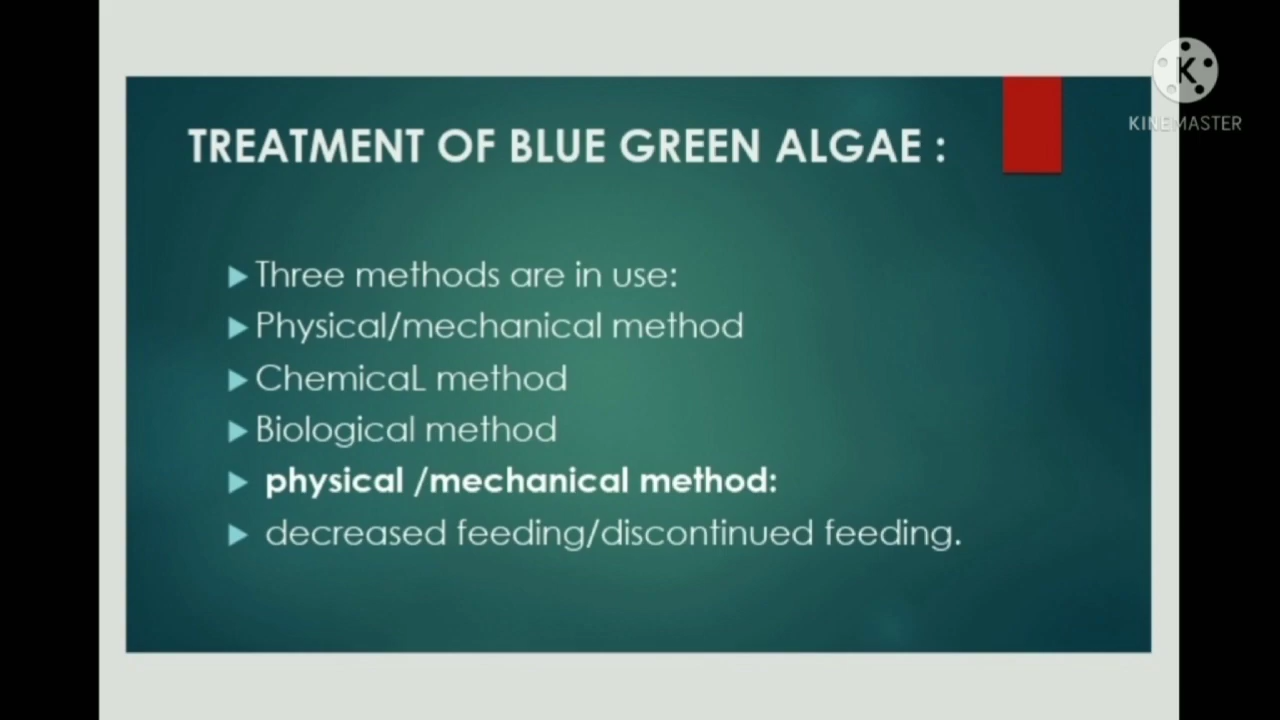 TREATMENT OF BLUE GREEN ALGAE :
KINEMASTER
Three methods are in use:
Physical/mechanical method
ChemicaL method
Biological method
physical /mechanical method:
decreased feeding/discontinued feeding.